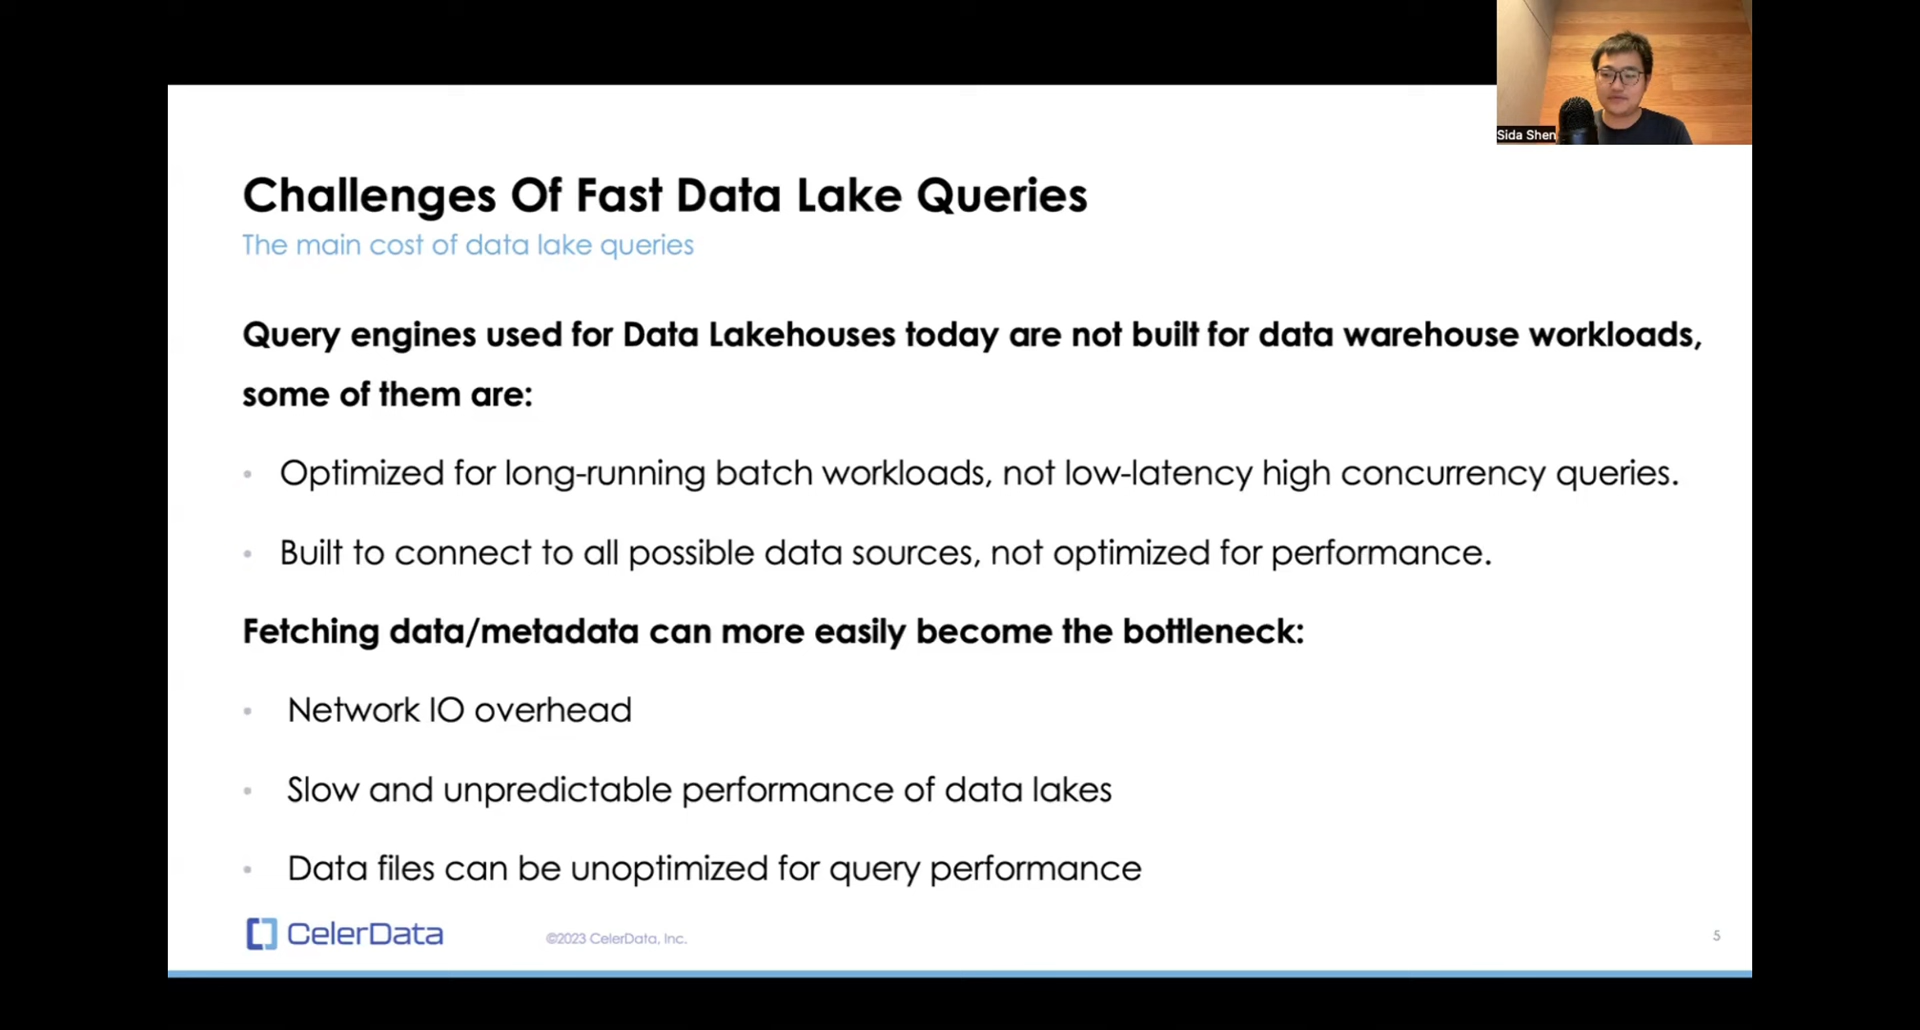 Sida Shen
Challenges Of Fast Data Lake Queries
The main cost of data lake queries
Query engines used for Data Lakehouses today are not built for data warehouse workloads,
some of them are:
• Optimized for long-running batch workloads, not low-latency high concurrency queries.
• Built to connect to all possible data sources, not optimized for performance.
Fetching data/metadata can more easily become the bottleneck:
• Network IO overhead
• Slow and unpredictable performance of data lakes
• Data files can be unoptimized for query performance
CelerData
©2023 CelerData, Inc.
5